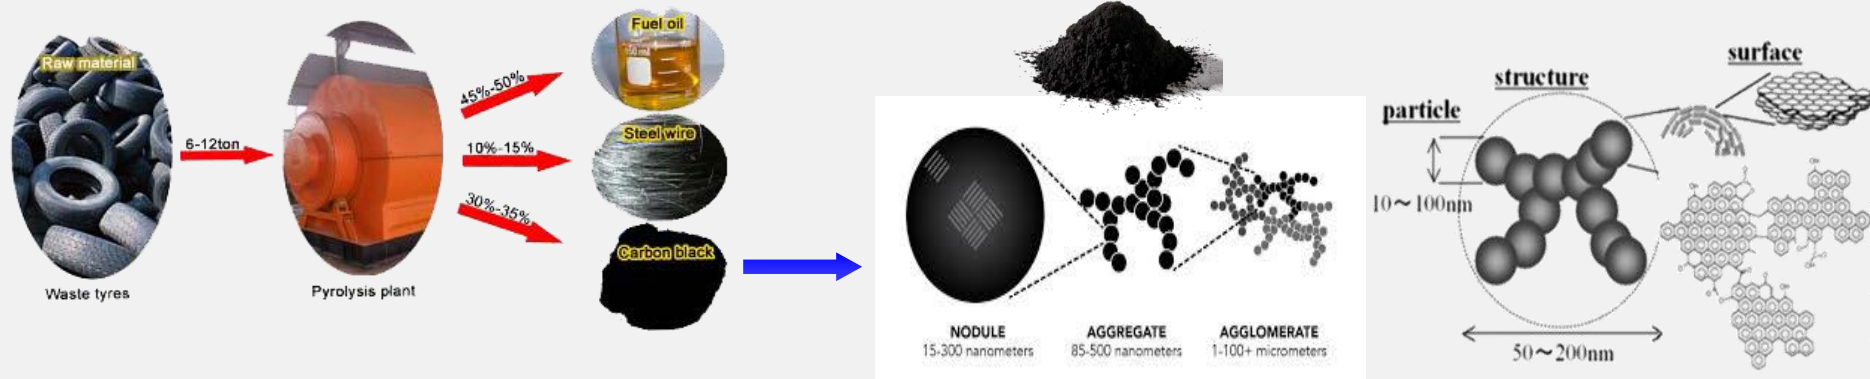 Raw material
Waste tyres
6-12ton
Pyrolysis plant
45%-50%
Fuel oil
10%-15%
Steel wire
30%-35%
Carbon black
NODULE
15-300 nanometers
AGGREGATE
85-500 nanometers
AGGLOMERATE
1-100+ micrometers
surface
structure
particle
10~100nm
50~200nm